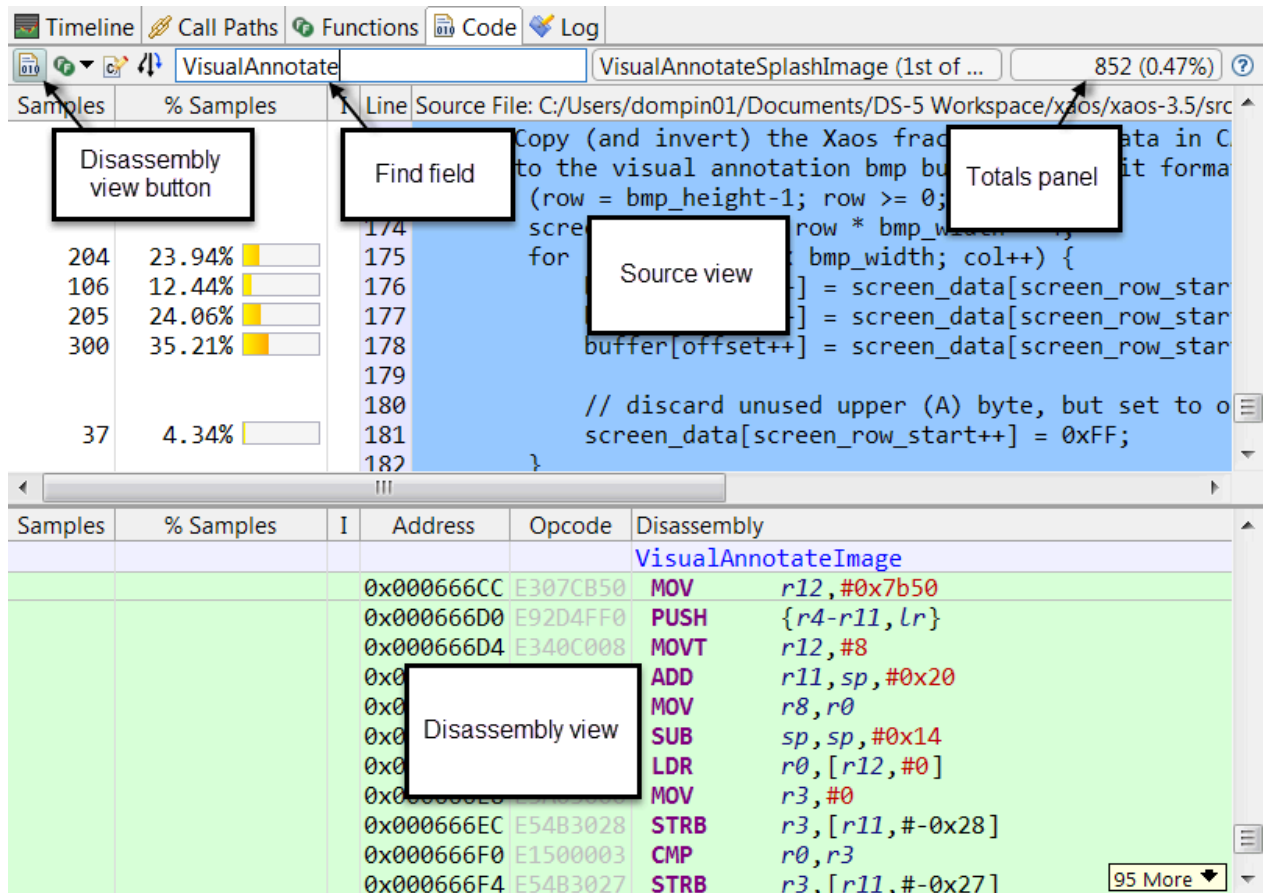 Timeline Call Paths Functions Code Log
VisualAnnotate VisualAnnotateSplashImage (1st of ... 852 (0.47%)
Samples % Samples I Line Source File: C:/Users/dompin01/Documents/DS-5 Workspace/xaos/xaos-3.5/src
Disassembly view button
Find field
Totals panel
Source view
Copy (and invert) the Xaos frac ata in C
to the visual annotation bmp bu it forma
(row = bmp_height-1; row >= 0;
174 scre row * bmp_w
204 23.94% 175 for bmp_width; col++) {
106 12.44% 176 ] = screen_data[screen_row_star
205 24.06% 177 ] = screen_data[screen_row_star
300 35.21% 178 buffer[offset++] = screen_data[screen_row_star
179
180 // discard unused upper (A) byte, but set to o
37 4.34% 181 screen_data[screen_row_start++] = 0xFF;
182 }
Samples % Samples I Address Opcode Disassembly
VisualAnnotateImage
0x000666CC E307CB50 MOV r12,#0x7b50
0x000666D0 E92D4FF0 PUSH {r4-r11,lr}
0x000666D4 E340C008 MOVT r12,#8
0x0 ADD r11,sp,#0x20
0x0 MOV r8,r0
Disassembly view
0x0 SUB sp,sp,#0x14
0x0 LDR r0,[r12,#0]
MOV r3,#0
0x000666EC E54B3028 STRB r3,[r11,#-0x28]
0x000666F0 E1500003 CMP r0,r3
0x000666F4 E54B3027 STRB r3,[r11,#-0x27]
95 More